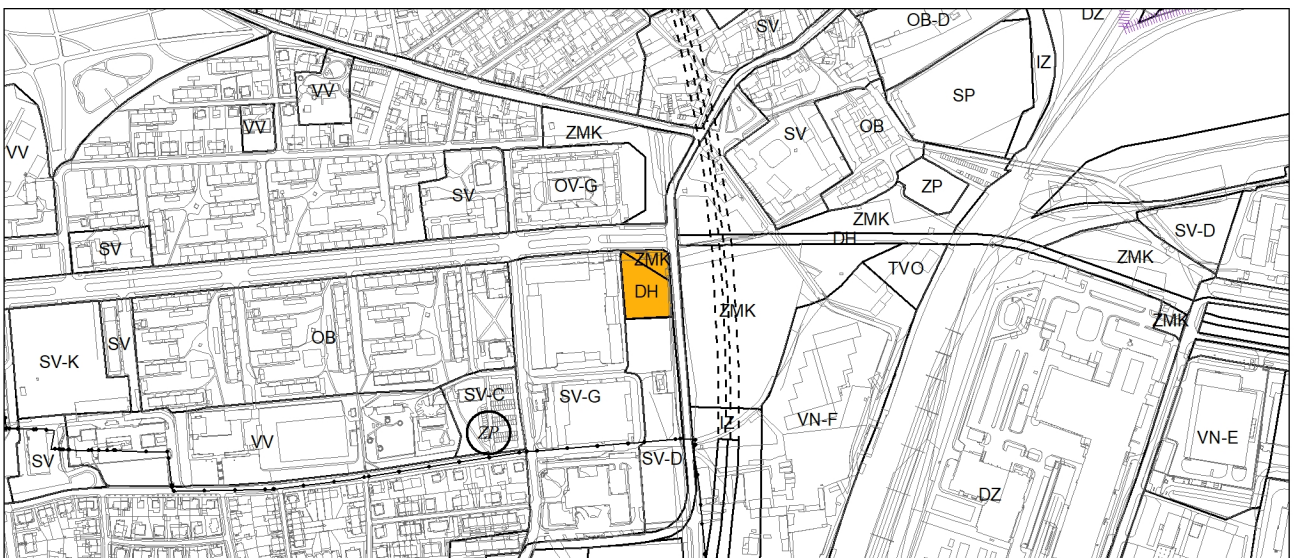 OB-D
DZ
SV
IZ
VV
SP
VV
ZMK
SV
OB
VV
OV-G
SV
ZP
ZMK
SV
SV-D
DH
ZMK
ZMK
TVO
DH
ZMK
ZMK
SV-K
SV
OB
SV-C
SV-G
VN-F
ZP
VV
VN-E
SV
SV-D
DZ